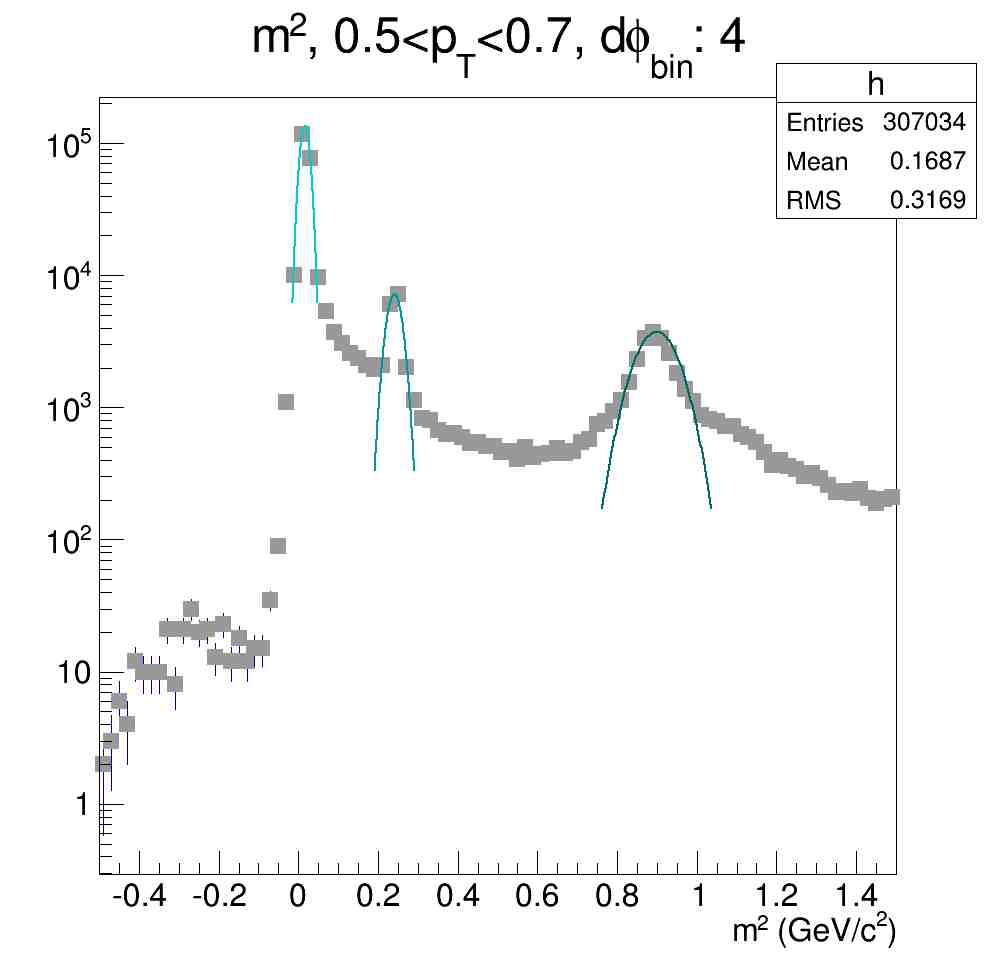 m², 0.5<p_T<0.7, dϕ_bin: 4
h
Entries 307034
Mean 0.1687
RMS 0.3169
10⁵
10⁴
10³
10²
10
1
-0.4 -0.2 0 0.2 0.4 0.6 0.8 1 1.2 1.4
m² (GeV/c²)